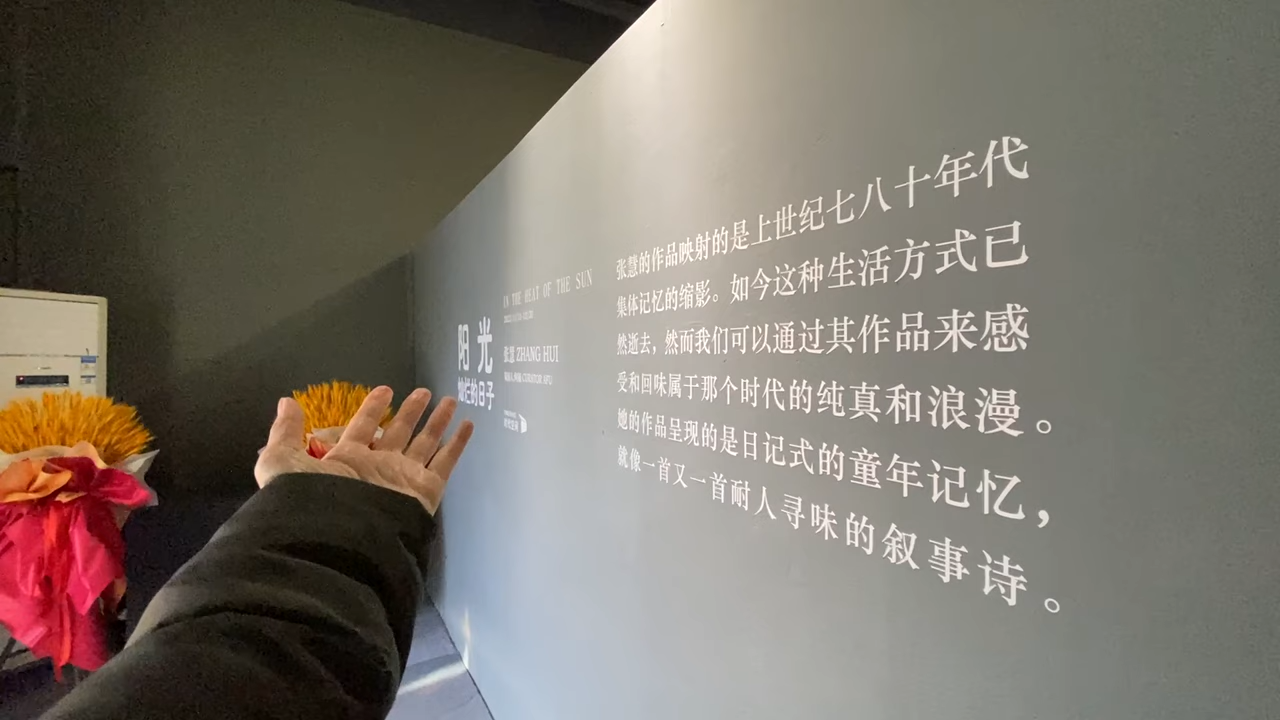 IN THE HEAT OF THE SUN
阳光
灿烂的日子
张慧 ZHANG HUI
张慧的作品映射的是上世纪七八十年代
集体记忆的缩影。如今这种生活方式已
然逝去，然而我们可以通过其作品来感
受和回味属于那个时代的纯真和浪漫。
她的作品呈现的是日记式的童年记忆，
就像一首又一首耐人寻味的叙事诗。